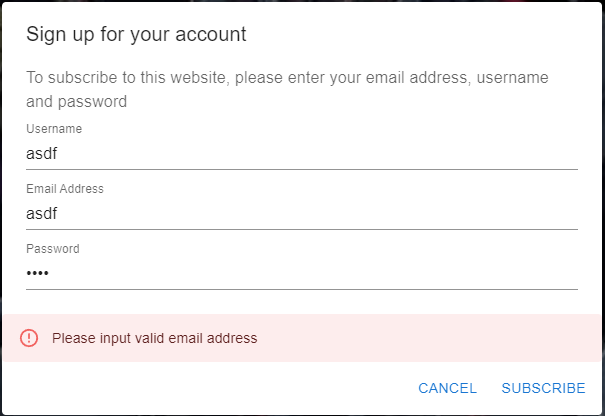 Sign up for your account
To subscribe to this website, please enter your email address, username
and password
Username
asdf
Email Address
asdf
Password
••••
Please input valid email address
CANCEL SUBSCRIBE